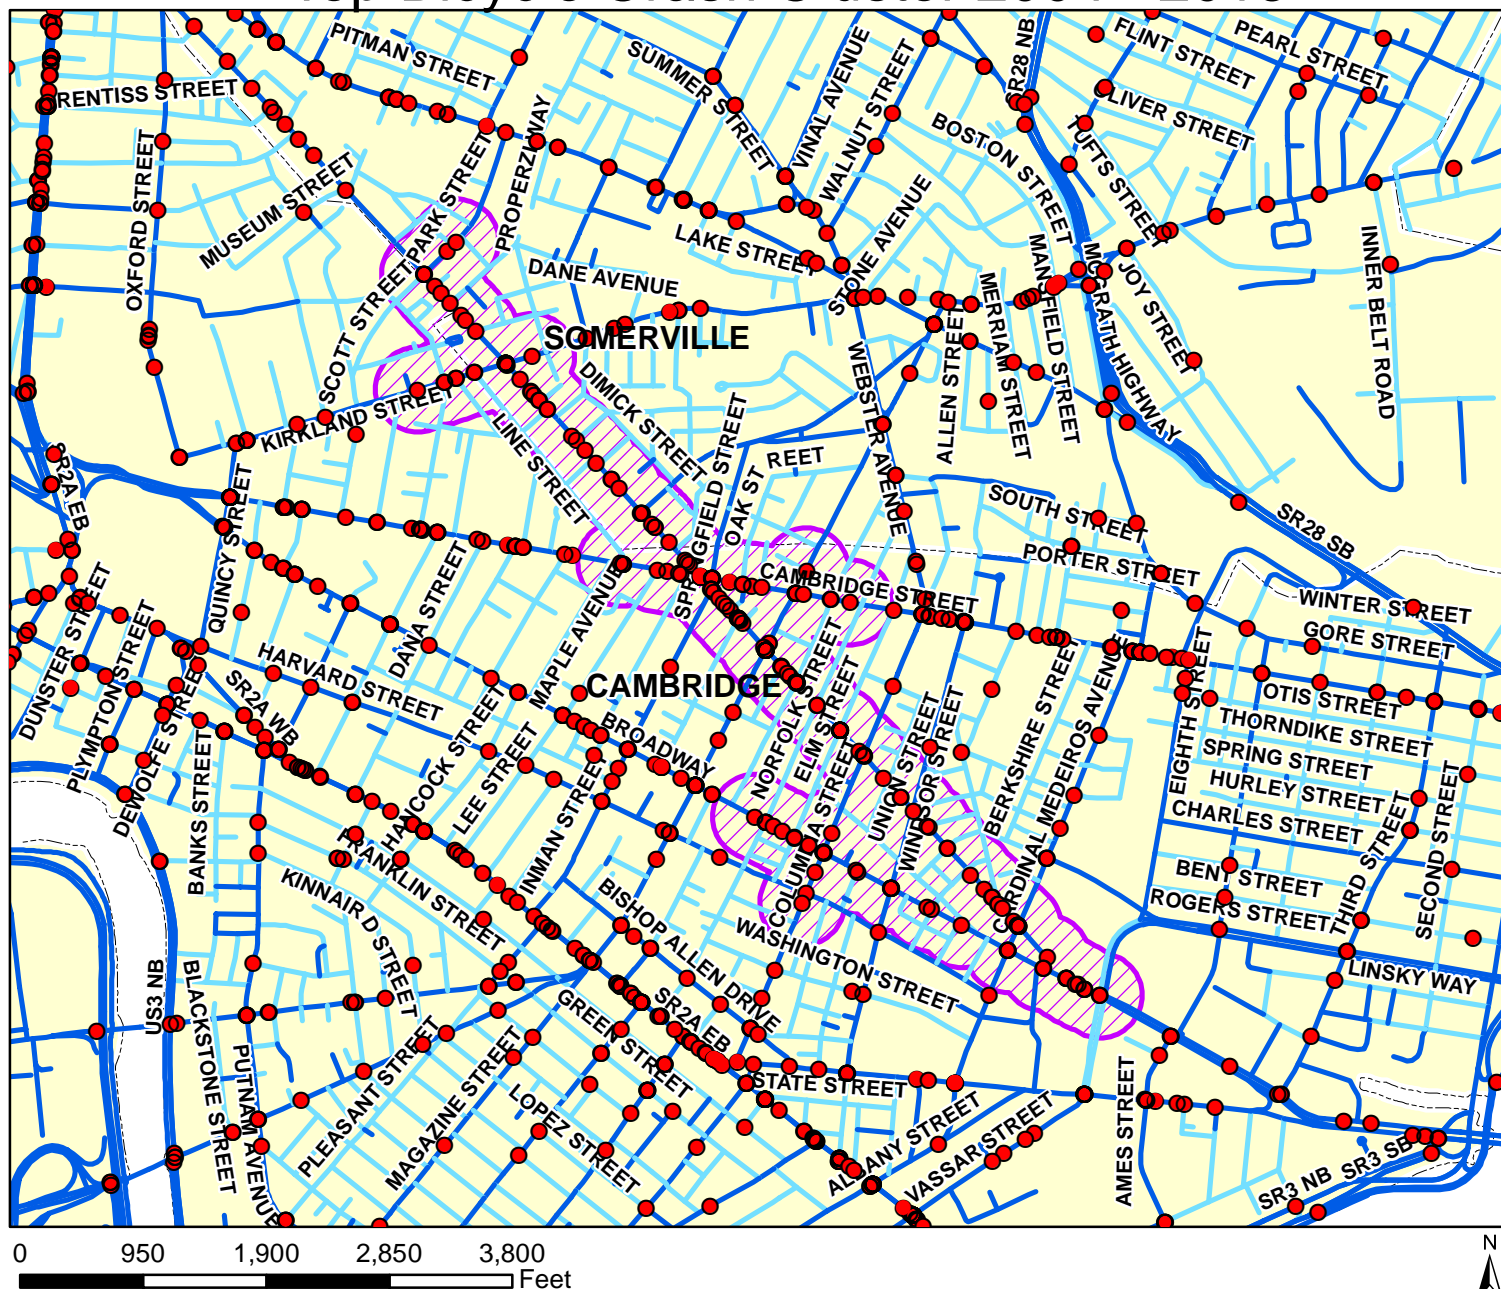 PITMAN STREET
SUMMER STREET
VINAL AVENUE
WALNUT STREET
SR28 NB
FLINT STREET
PEARL STREET
RENTISS STREET
OXFORD STREET
MUSEUM STREET
PARK STREET
PROPERZI WAY
BOSTON STREET
TUFTS STREET
OLIVER STREET
LAKE STREET
STONE AVENUE
DANE AVENUE
SCOTT STREET
SOMERVILLE
MERRIAM STREET
MANSFIELD STREET
MCGRATH HIGHWAY
JOY STREET
INNER BELT ROAD
KIRKLAND STREET
DIMICK STREET
WEBSTER AVENUE
ALLEN STREET
LINE STREET
SPRINGFIELD STREET
OAK ST
REET
SR2A EB
QUINCY STREET
SOUTH STREET
SR28 SB
PORTER STREET
CAMBRIDGE STREET
WINTER STREET
GORE STREET
DUNSTER STREET
PLYMPTON STREET
DANA STREET
MAPLE AVENUE
HARVARD STREET
DEWOLFE STREET
SR2A WB
CAMBRIDGE
NORFOLK STREET
ELM STREET
BERKSHIRE STREET
EIGHTH STREET
OTIS STREET
THORNDIKE STREET
SPRING STREET
HURLEY STREET
CHARLES STREET
BROADWAY
HANCOCK STREET
LEE STREET
BANKS STREET
INMAN STREET
UNION STREET
WINDSOR STREET
COLUMBIA STREET
CARDINAL MEDEIROS AVENUE
BENT STREET
ROGERS STREET
THIRD STREET
SECOND STREET
FRANKLIN STREET
KINNAIR D STREET
BISHOP ALLEN DRIVE
WASHINGTON STREET
LINSKY WAY
US3 NB
BLACKSTONE STREET
PUTNAM AVENUE
GREEN STREET
SR2A EB
STATE STREET
PLEASANT STREET
MAGAZINE STREET
LOPEZ STREET
ALBANY STREET
VASSAR STREET
AMES STREET
SR3 NB
SR3 SB
0 950 1,900 2,850 3,800
Feet
N